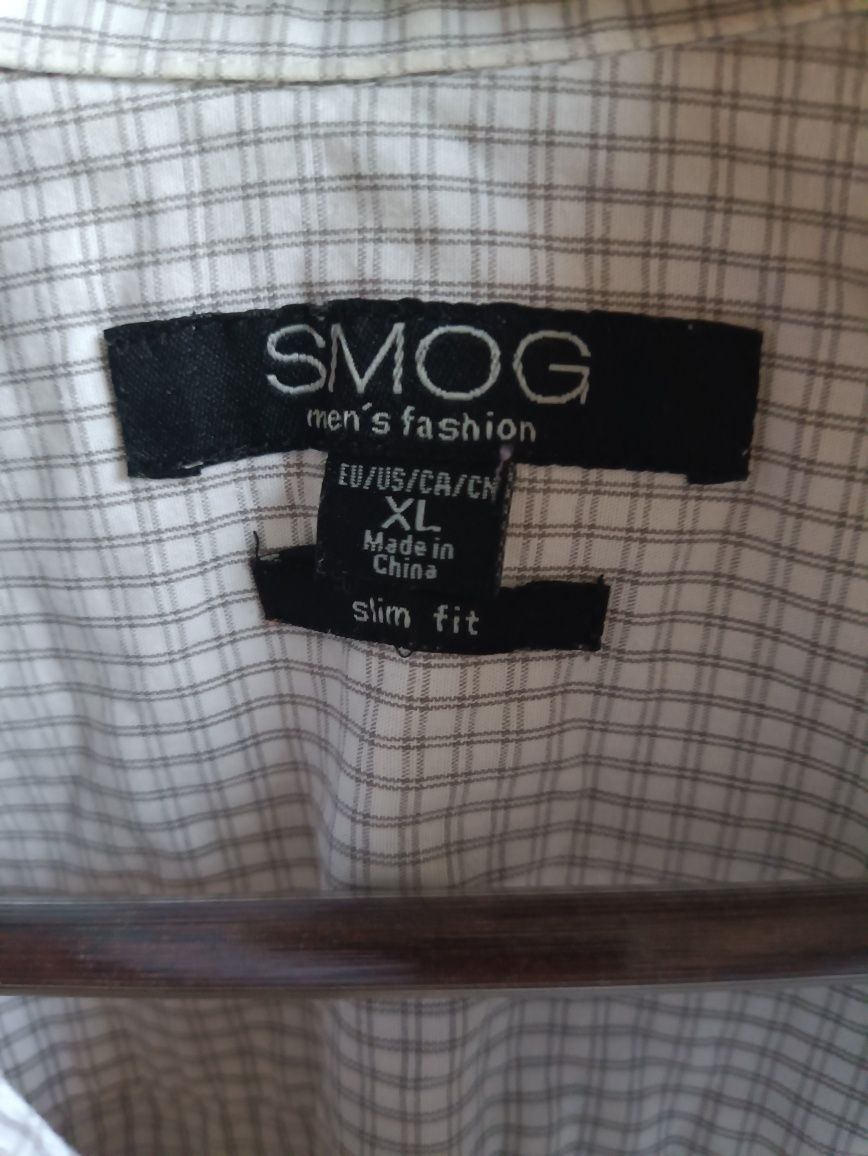 SMOG
men´s fashion
EU/US/CA/CN
XL
Made in
China
slim fit